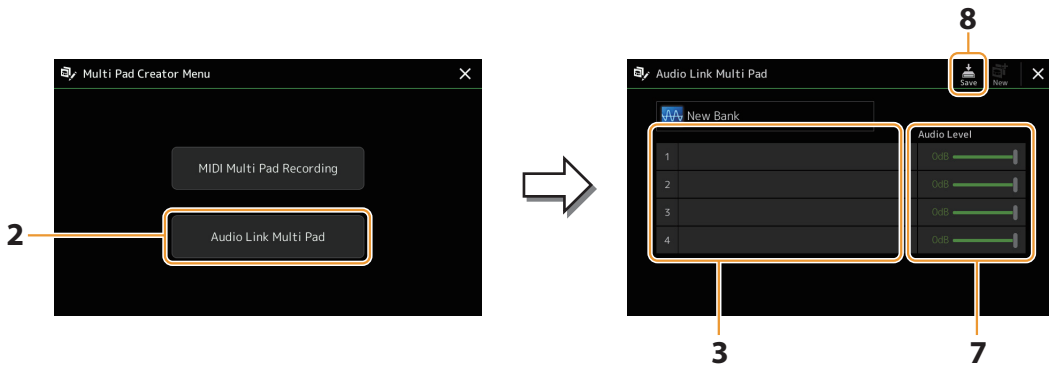 Multi Pad Creator Menu
MIDI Multi Pad Recording
2
Audio Link Multi Pad
8
Audio Link Multi Pad
Save
New
New Bank
Audio Level
1
0dB
2
0dB
3
0dB
4
0dB
3
7